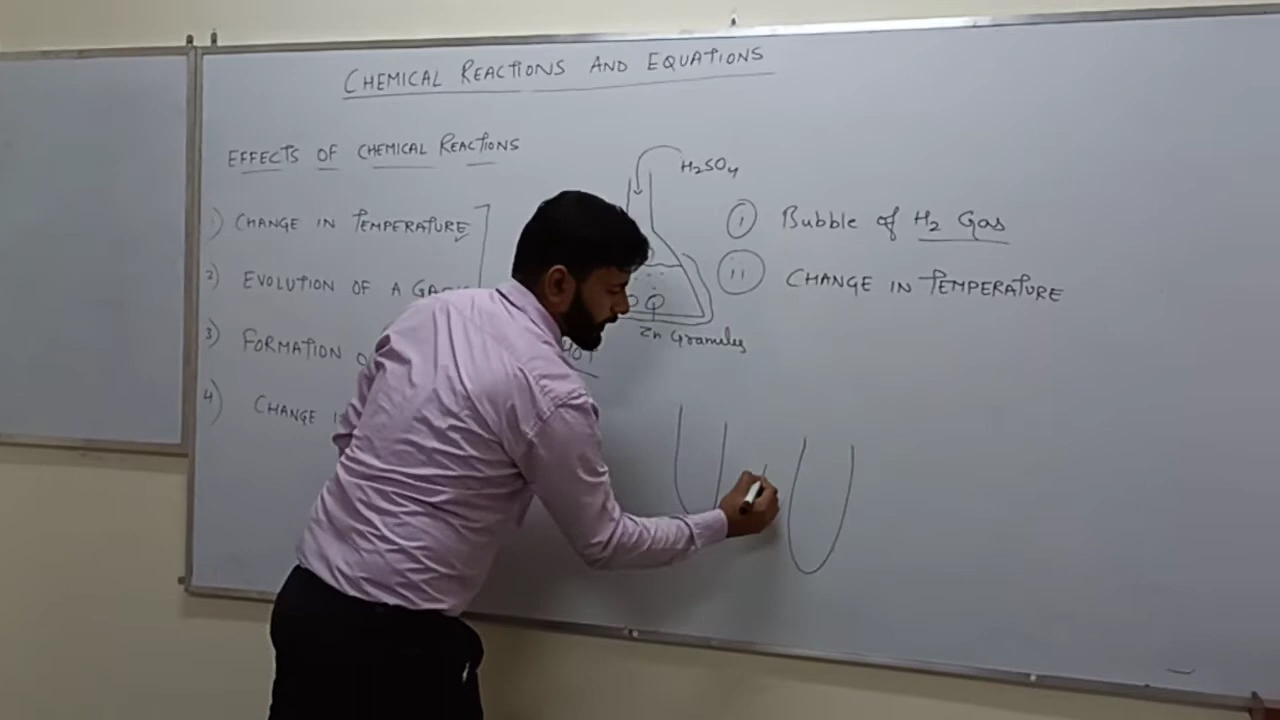 CHEMICAL REACTIONS AND EQUATIONS
EFFECTS OF CHEMICAL REACTIONS
1) CHANGE IN TEMPERATURE
2) EVOLUTION OF A GAS
3) FORMATION
4) CHANGE
H2SO4
Zn Granules
i Bubble of H2 Gas
ii CHANGE IN TEMPERATURE